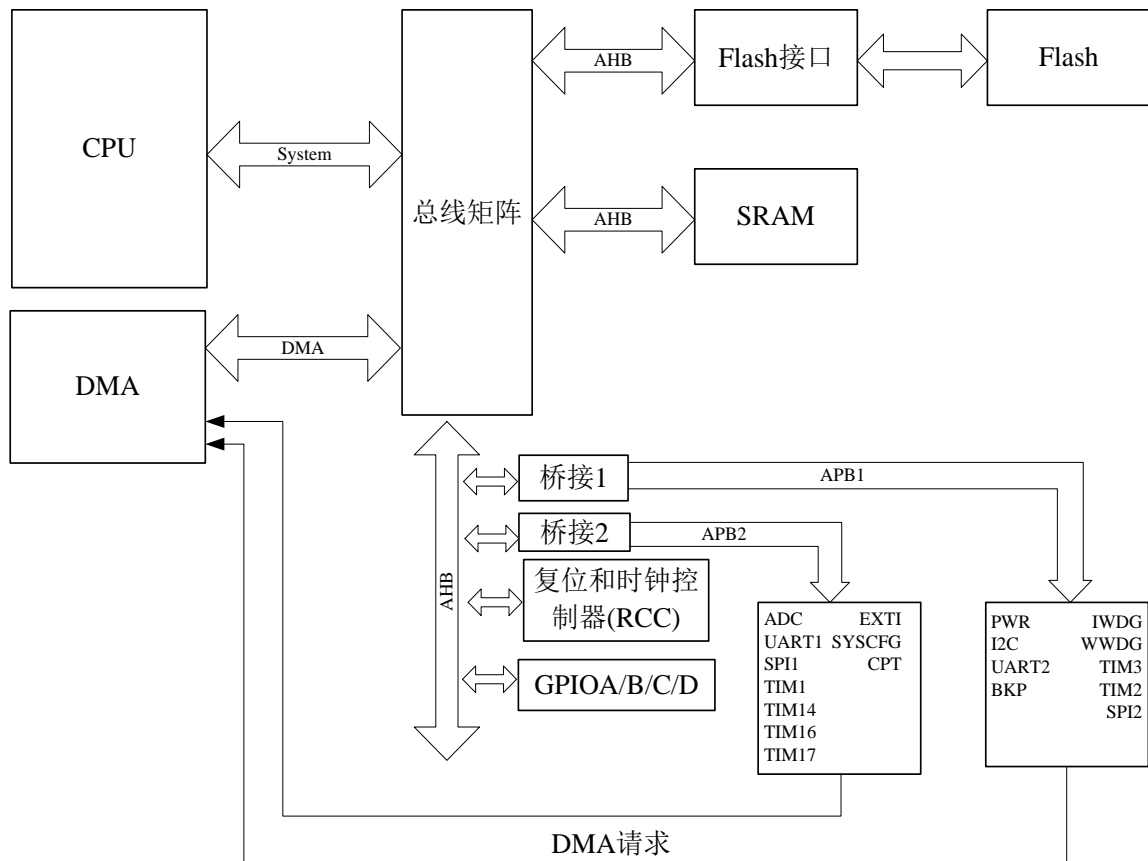 CPU
System
总线矩阵
AHB
Flash接口
Flash
AHB
SRAM
DMA
DMA
AHB
桥接1
APB1
桥接2
APB2
复位和时钟控
制器(RCC)
GPIOA/B/C/D
ADC EXTI
UART1 SYSCFG
SPI1 CPT
TIM1
TIM14
TIM16
TIM17
PWR IWDG
I2C WWDG
UART2 TIM3
BKP TIM2
SPI2
DMA请求